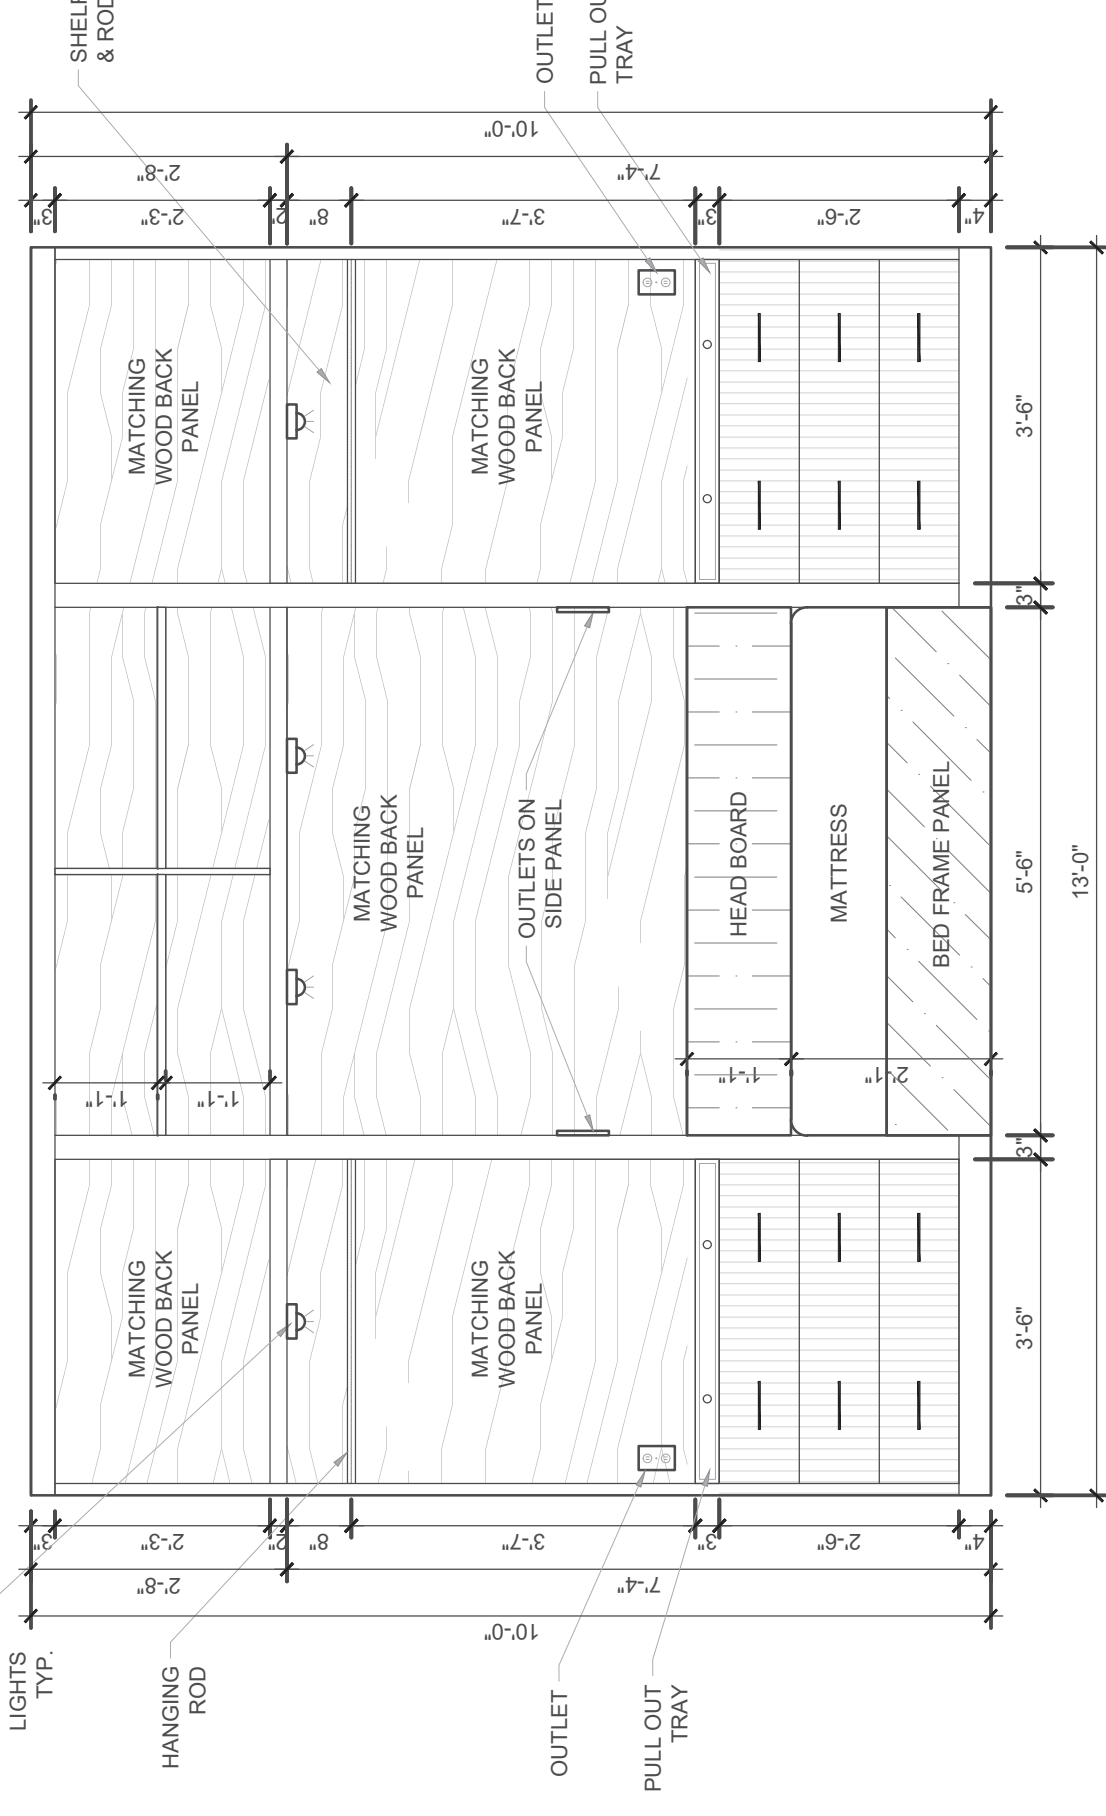 LIGHTS
TYP.
SHELF
& ROD
HANGING
ROD
OUTLET
PULL OUT
TRAY
OUTLET
PULL OU
TRAY
MATCHING
WOOD BACK
PANEL
MATCHING
WOOD BACK
PANEL
MATCHING
WOOD BACK
PANEL
MATCHING
WOOD BACK
PANEL
MATCHING
WOOD BACK
PANEL
OUTLETS ON
SIDE PANEL
HEAD BOARD
MATTRESS
BED FRAME PANEL
1'-1"
1'-1"
1'-1"
2'-1"
3"
2'-3"
2"
8"
3'-7"
3"
2'-6"
4"
2'-8"
7'-4"
10'-0"
3"
2'-3"
2"
8"
3'-7"
3"
2'-6"
4"
2'-8"
7'-4"
10'-0"
3'-6"
3"
5'-6"
3"
3'-6"
13'-0"